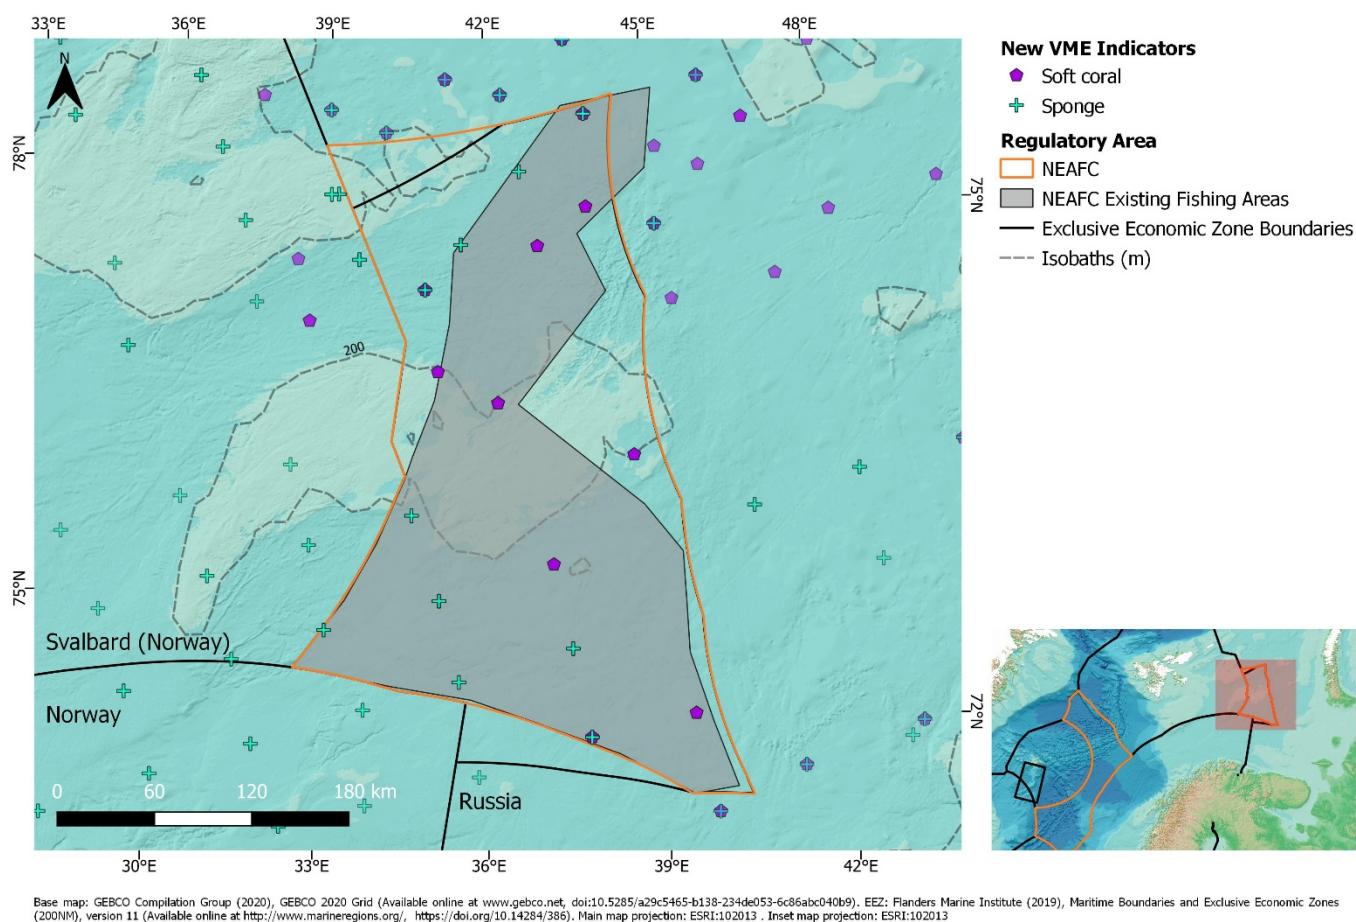 33°E 36°E 39°E 42°E 45°E 48°E
N
78°N
75°N
200
75°N
72°N
Svalbard (Norway)
Norway
Russia
0 60 120 180 km
30°E 33°E 36°E 39°E 42°E
New VME Indicators
Soft coral
Sponge
Regulatory Area
NEAFC
NEAFC Existing Fishing Areas
Exclusive Economic Zone Boundaries
Isobaths (m)
Base map: GEBCO Compilation Group (2020), GEBCO 2020 Grid (Available online at www.gebco.net, doi:10.5285/a29c5465-b138-234de053-6c86abc040b9). EEZ: Flanders Marine Institute (2019), Maritime Boundaries and Exclusive Economic Zones
(200NM), version 11 (Available online at http://www.marineregions.org/, https://doi.org/10.14284/386). Main map projection: ESRI:102013 . Inset map projection: ESRI:102013